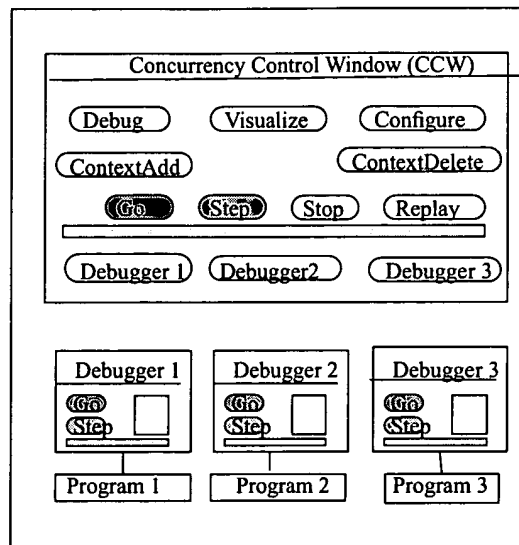 Concurrency Control Window (CCW)
Debug Visualize Configure
ContextAdd ContextDelete
Go Step Stop Replay
Debugger 1 Debugger2 Debugger 3
Debugger 1 Debugger 2 Debugger 3
Go Go Go
Step Step Step
Program 1 Program 2 Program 3